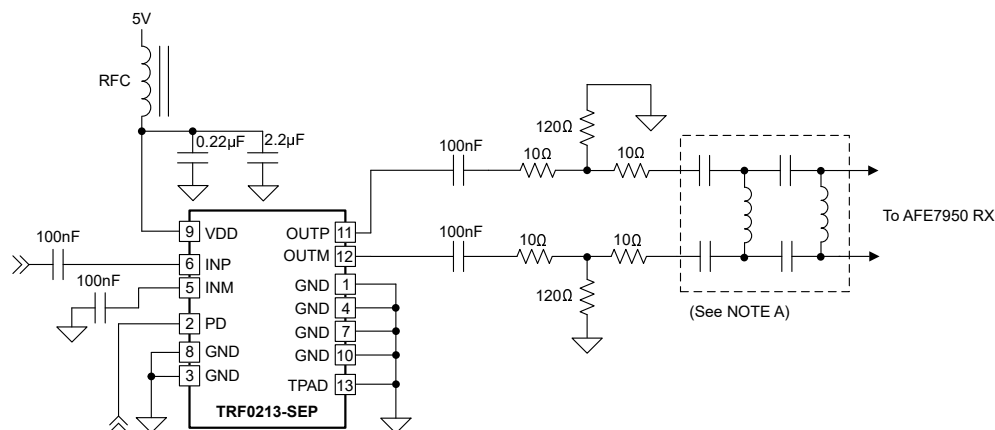 5V
RFC
0.22µF
2.2µF
100nF
10Ω
120Ω
10Ω
100nF
10Ω
10Ω
120Ω
To AFE7950 RX
(See NOTE A)
100nF
100nF
9 VDD
6 INP
5 INM
2 PD
8 GND
3 GND
OUTP 11
OUTM 12
GND 1
GND 4
GND 7
GND 10
TPAD 13
TRF0213-SEP